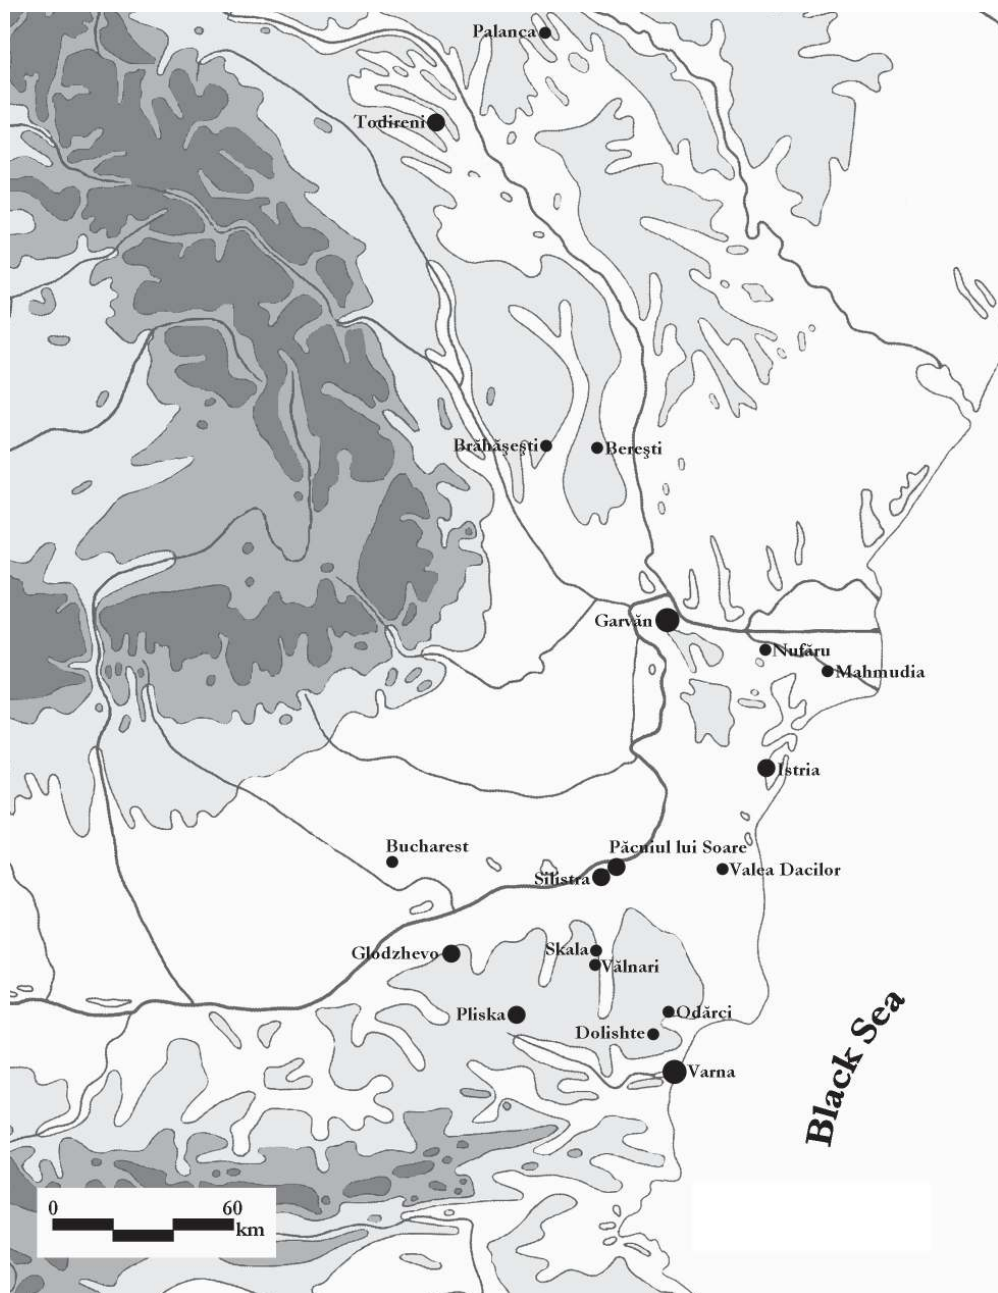 Palanca
Todireni
Brăhăşeşti
Bereşti
Garvăn
Nufăru
Mahmudia
Istria
Bucharest
Păcuiul lui Soare
Silistra
Valea Dacilor
Glodzhevo
Skala
Vălnari
Pliska
Odărci
Dolishte
Varna
Black Sea
0 60
km